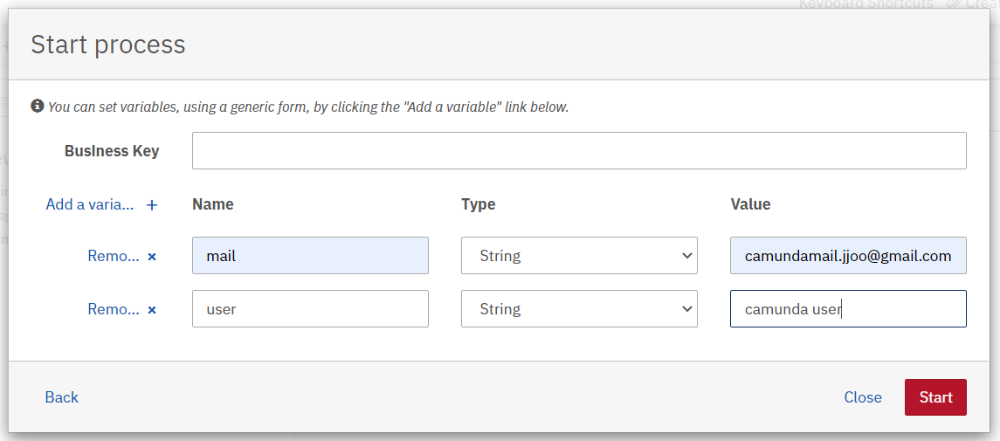 Keyboard Shortcuts
Start process
You can set variables, using a generic form, by clicking the "Add a variable" link below.
Business Key
Add a varia... + Name Type Value
Remo... × mail String camundamail.jjoo@gmail.com
Remo... × user String camunda user
Back Close Start